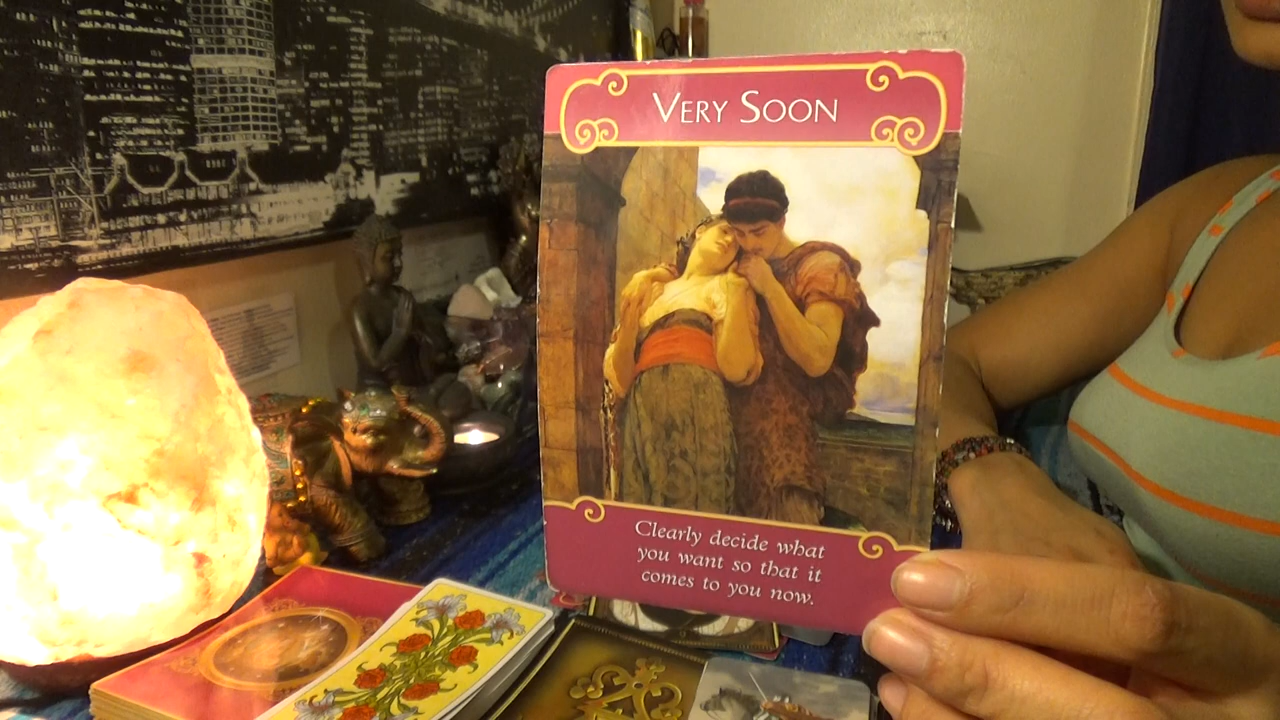 VERY SOON
Clearly decide what
you want so that it
comes to you now.